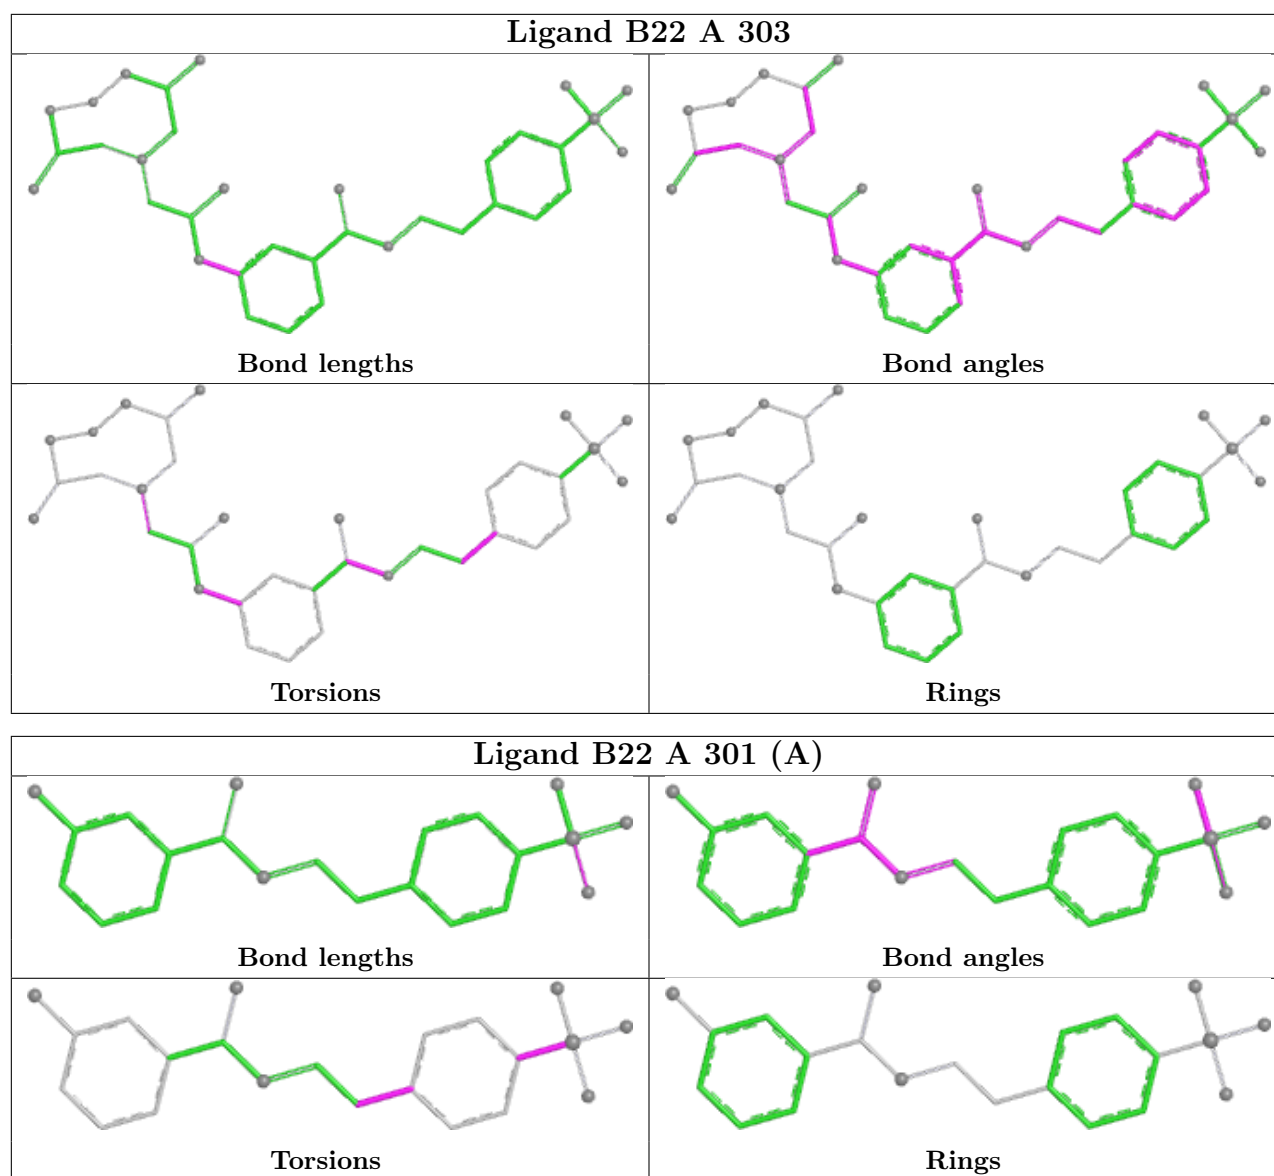 Ligand B22 A 303
Bond lengths
Bond angles
Torsions
Rings
Ligand B22 A 301 (A)
Bond lengths
Bond angles
Torsions
Rings